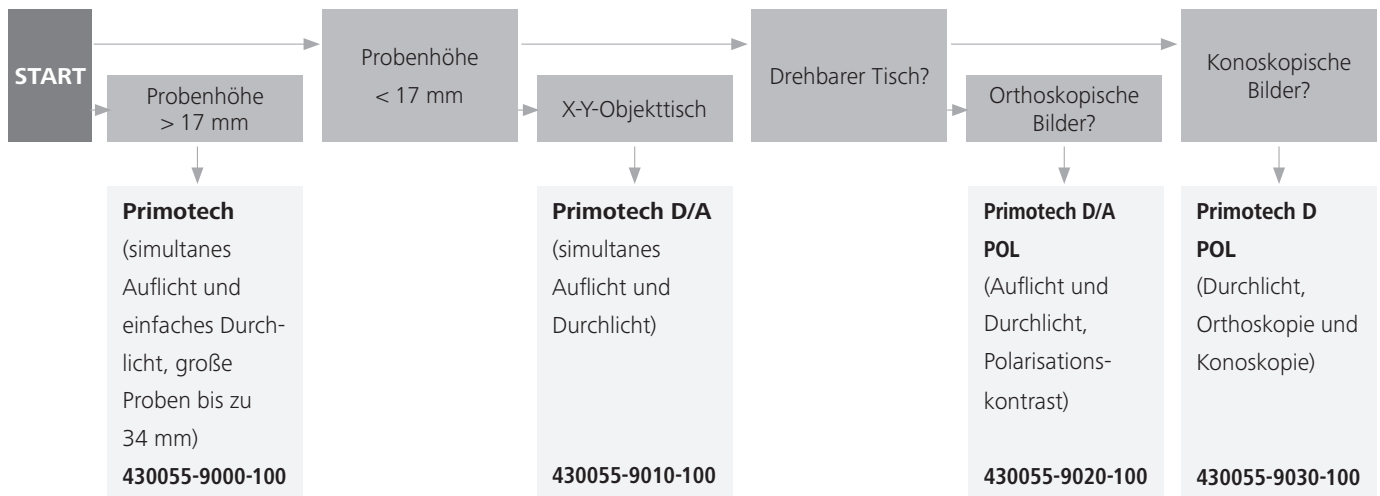 START
Probenhöhe
> 17 mm
Probenhöhe
< 17 mm
X-Y-Objekttisch
Drehbarer Tisch?
Orthoskopische
Bilder?
Konoskopische
Bilder?
Primotech
(simultanes
Auflicht und
einfaches Durch-
licht, große
Proben bis zu
34 mm)
430055-9000-100
Primotech D/A
(simultanes
Auflicht und
Durchlicht)
430055-9010-100
Primotech D/A
POL
(Auflicht und
Durchlicht,
Polarisations-
kontrast)
430055-9020-100
Primotech D
POL
(Durchlicht,
Orthoskopie und
Konoskopie)
430055-9030-100